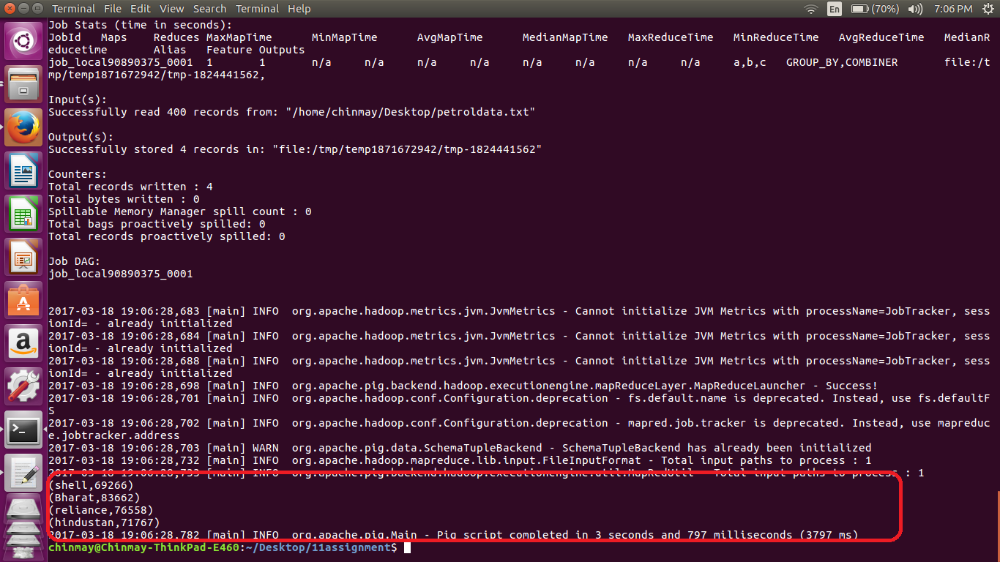 Terminal File Edit View Search Terminal Help En (70%) 7:06 PM
Job Stats (time in seconds):
JobId Maps Reduces MaxMapTime MinMapTime AvgMapTime MedianMapTime MaxReduceTime MinReduceTime AvgReduceTime MedianR
educetime Alias Feature Outputs
job_local90890375_0001 1 1 n/a n/a n/a n/a n/a n/a n/a n/a a,b,c GROUP_BY,COMBINER file:/t
mp/temp1871672942/tmp-1824441562,
Input(s):
Successfully read 400 records from: "/home/chinmay/Desktop/petroldata.txt"
Output(s):
Successfully stored 4 records in: "file:/tmp/temp1871672942/tmp-1824441562"
Counters:
Total records written : 4
Total bytes written : 0
Spillable Memory Manager spill count : 0
Total bags proactively spilled: 0
Total records proactively spilled: 0
Job DAG:
job_local90890375_0001
2017-03-18 19:06:28,683 [main] INFO org.apache.hadoop.metrics.jvm.JvmMetrics - Cannot initialize JVM Metrics with processName=JobTracker, sess
ionId= - already initialized
2017-03-18 19:06:28,684 [main] INFO org.apache.hadoop.metrics.jvm.JvmMetrics - Cannot initialize JVM Metrics with processName=JobTracker, sess
ionId= - already initialized
2017-03-18 19:06:28,688 [main] INFO org.apache.hadoop.metrics.jvm.JvmMetrics - Cannot initialize JVM Metrics with processName=JobTracker, sess
ionId= - already initialized
2017-03-18 19:06:28,698 [main] INFO org.apache.pig.backend.hadoop.executionengine.mapReduceLayer.MapReduceLauncher - Success!
2017-03-18 19:06:28,701 [main] INFO org.apache.hadoop.conf.Configuration.deprecation - fs.default.name is deprecated. Instead, use fs.defaultF
S
2017-03-18 19:06:28,702 [main] INFO org.apache.hadoop.conf.Configuration.deprecation - mapred.job.tracker is deprecated. Instead, use mapreduc
e.jobtracker.address
2017-03-18 19:06:28,703 [main] WARN org.apache.pig.data.SchemaTupleBackend - SchemaTupleBackend has already been initialized
2017-03-18 19:06:28,732 [main] INFO org.apache.hadoop.mapreduce.lib.input.FileInputFormat - Total input paths to process : 1
2017-03-18 19:06:28,733 [main] INFO org.apache.pig.backend.hadoop.executionengine.util.MapRedUtil - Total input paths to process : 1
(shell,69266)
(Bharat,83662)
(reliance,76558)
(hindustan,71767)
2017-03-18 19:06:28,782 [main] INFO org.apache.pig.Main - Pig script completed in 3 seconds and 797 milliseconds (3797 ms)
chinmay@Chinmay-ThinkPad-E460:~/Desktop/11assignment$